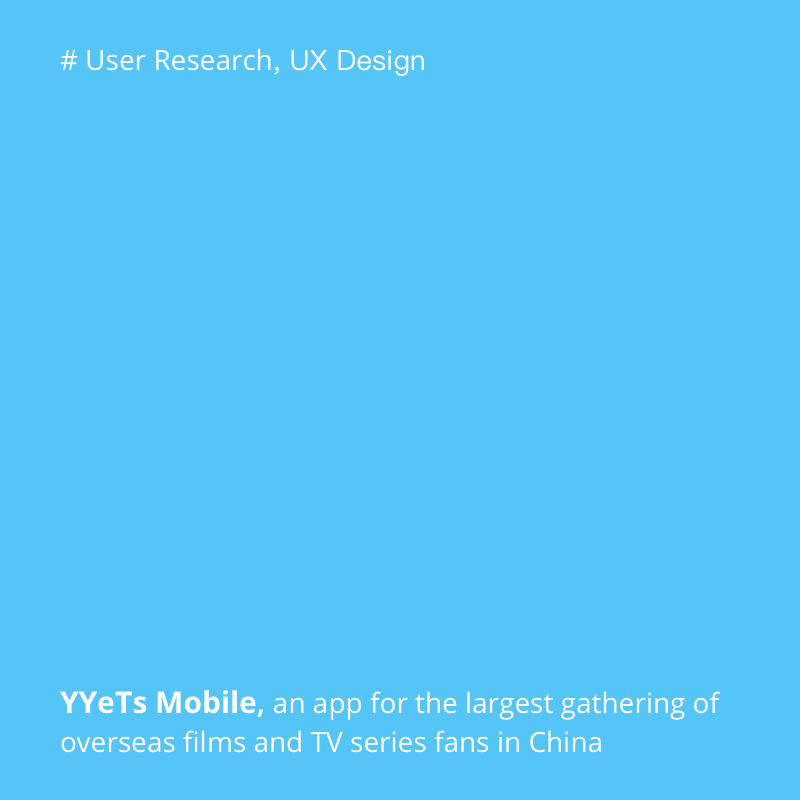 # User Research, UX Design
YYeTs Mobile, an app for the largest gathering of
overseas films and TV series fans in China